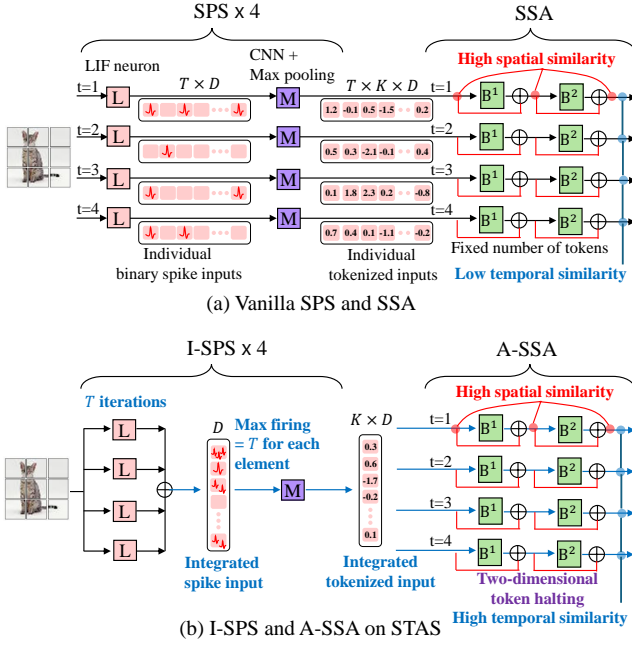 SPS x 4
SSA
LIF neuron
CNN +
Max pooling
High spatial similarity
t=1
L
T × D
M
T × K × D
1.2 -0.1 0.5 -1.5 ··· 0.2
t=1
B¹
B²
t=2
L
M
0.5 0.3 -2.1 -0.1 ··· 0.4
t=2
B¹
B²
t=3
L
M
0.1 1.8 2.3 0.2 ··· -0.8
t=3
B¹
B²
t=4
L
M
0.7 0.4 0.1 -1.1 ··· -0.2
t=4
B¹
B²
Individual
binary spike inputs
Individual
tokenized inputs
Fixed number of tokens
Low temporal similarity
(a) Vanilla SPS and SSA
I-SPS x 4
A-SSA
T iterations
High spatial similarity
L
L
L
L
D
Max firing
= T for each
element
M
K × D
0.3
0.6
-1.7
-0.2
0.1
t=1
B¹
B²
t=2
B¹
B²
t=3
B¹
B²
t=4
B¹
B²
Integrated
spike input
Integrated
tokenized input
Two-dimensional
token halting
High temporal similarity
(b) I-SPS and A-SSA on STAS